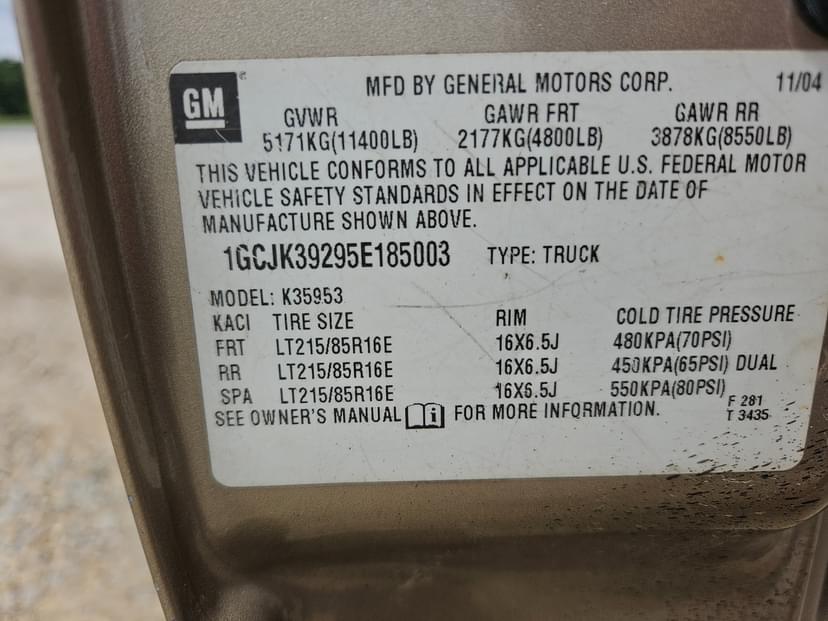 GM
MFD BY GENERAL MOTORS CORP. 11/04
GVWR GAWR FRT GAWR RR
5171KG(11400LB) 2177KG(4800LB) 3878KG(8550LB)
THIS VEHICLE CONFORMS TO ALL APPLICABLE U.S. FEDERAL MOTOR
VEHICLE SAFETY STANDARDS IN EFFECT ON THE DATE OF
MANUFACTURE SHOWN ABOVE.
1GCJK39295E185003 TYPE: TRUCK
MODEL: K35953
KACI TIRE SIZE RIM COLD TIRE PRESSURE
FRT LT215/85R16E 16X6.5J 480KPA(70PSI)
RR LT215/85R16E 16X6.5J 450KPA(65PSI) DUAL
SPA LT215/85R16E 16X6.5J 550KPA(80PSI)
SEE OWNER'S MANUAL FOR MORE INFORMATION.
F 281
T 3435